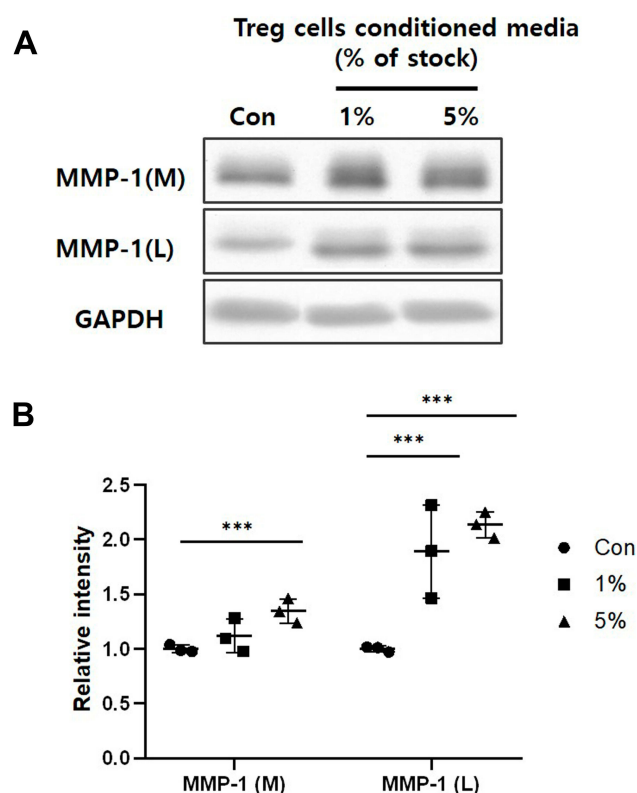 A
Treg cells conditioned media
(% of stock)
Con 1% 5%
MMP-1(M)
MMP-1(L)
GAPDH
B
***
***
***
2.5
2.0
1.5
1.0
0.5
0.0
Relative intensity
MMP-1 (M) MMP-1 (L)
Con
1%
5%